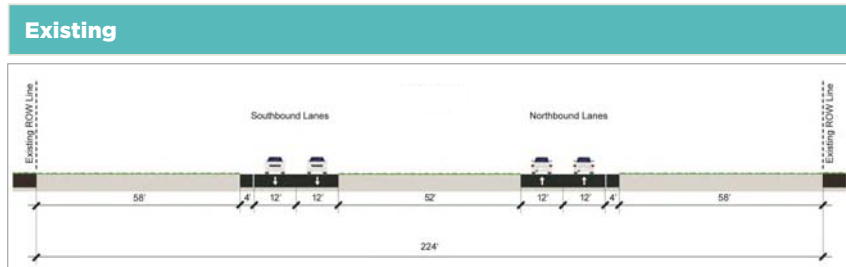 Existing
Existing ROW Line
Existing ROW Line
Southbound Lanes
Northbound Lanes
58'
4'
12'
12'
52'
12'
12'
4'
58'
224'